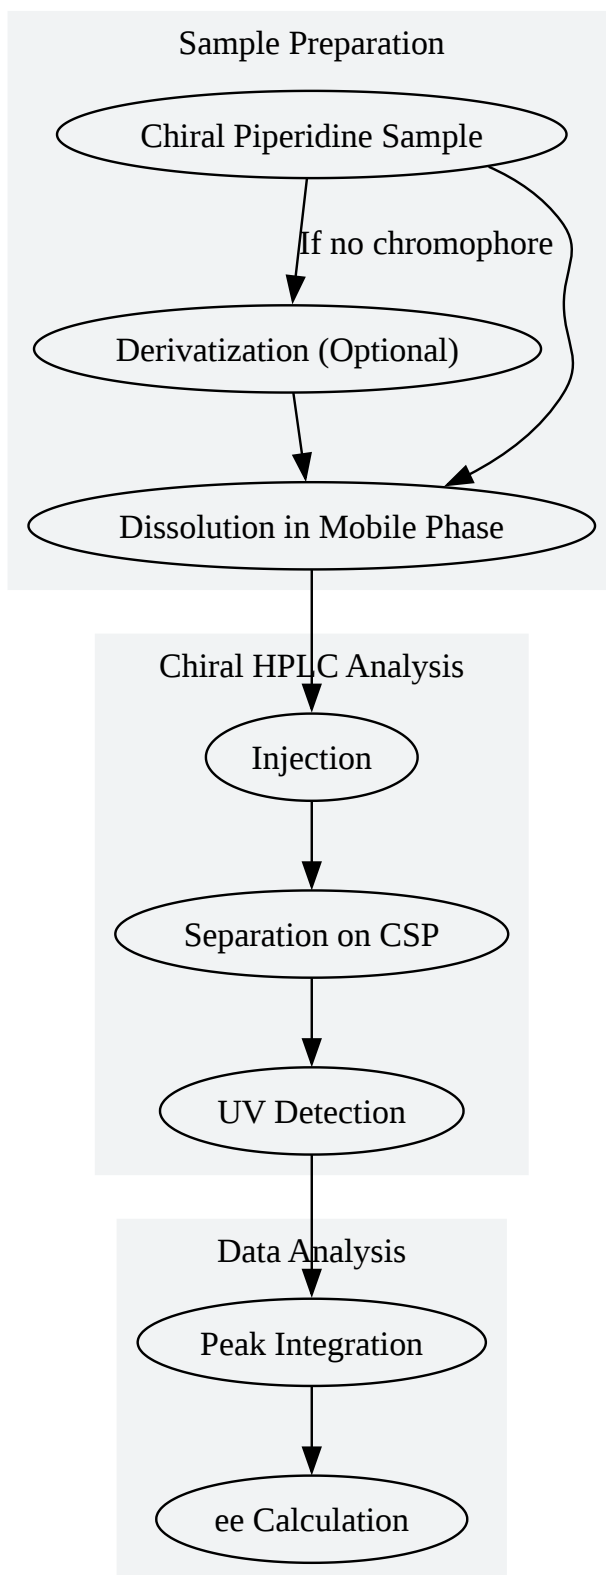 Sample Preparation
Chiral Piperidine Sample
If no chromophore
Derivatization (Optional)
Dissolution in Mobile Phase
Chiral HPLC Analysis
Injection
Separation on CSP
UV Detection
Data Analysis
Peak Integration
ee Calculation